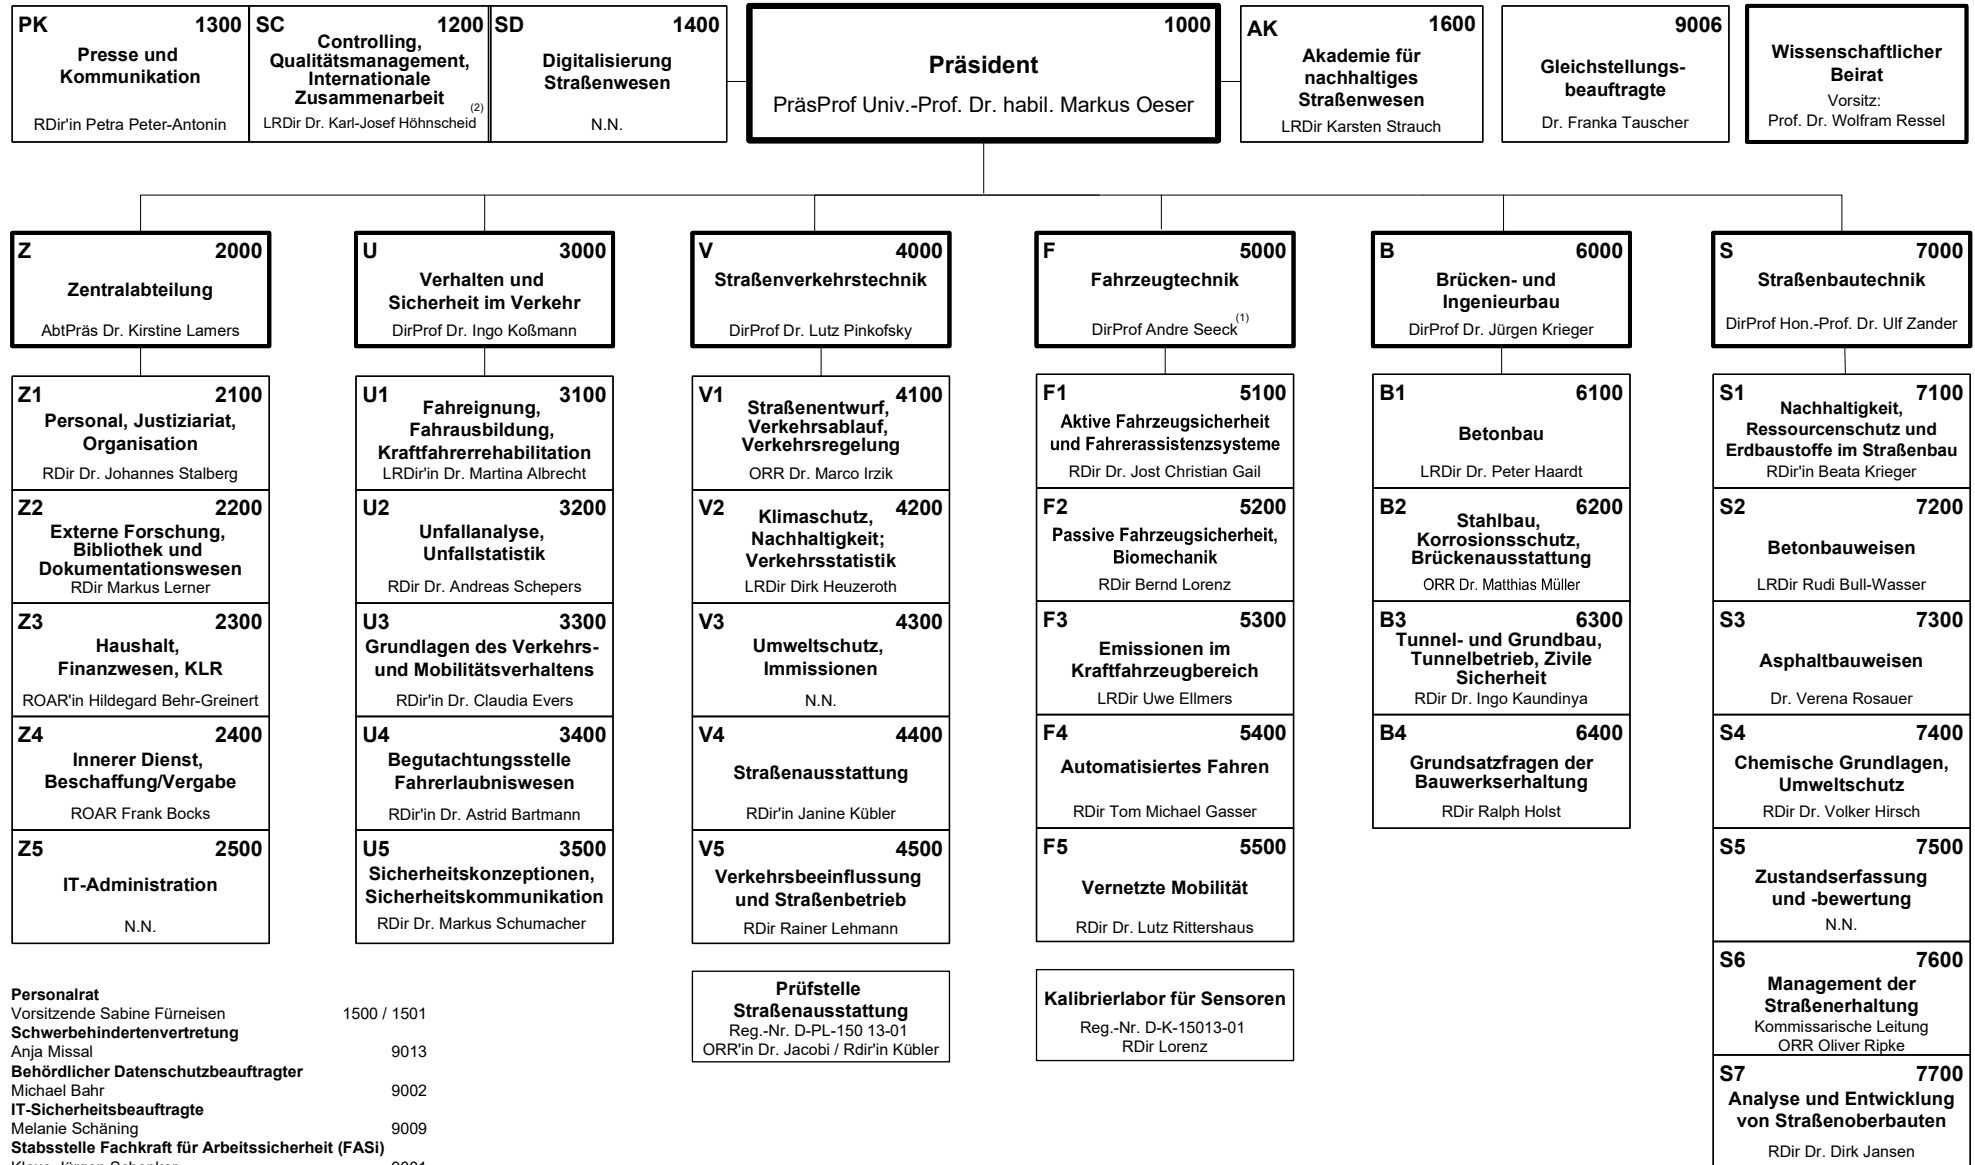 PK 1300
Presse und
Kommunikation
RDir'in Petra Peter-Antonin
SC 1200
Controlling,
Qualitätsmanagement,
Internationale
Zusammenarbeit
(2)
LRDir Dr. Karl-Josef Höhnscheid
SD 1400
Digitalisierung
Straßenwesen
N.N.
1000
Präsident
PräsProf Univ.-Prof. Dr. habil. Markus Oeser
AK 1600
Akademie für
nachhaltiges
Straßenwesen
LRDir Karsten Strauch
9006
Gleichstellungs-
beauftragte
Dr. Franka Tauscher
Wissenschaftlicher
Beirat
Vorsitz:
Prof. Dr. Wolfram Ressel
Z 2000
Zentralabteilung
AbtPräs Dr. Kirstine Lamers
U 3000
Verhalten und
Sicherheit im Verkehr
DirProf Dr. Ingo Koßmann
V 4000
Straßenverkehrstechnik
DirProf Dr. Lutz Pinkofsky
F 5000
Fahrzeugtechnik
(1)
DirProf Andre Seeck
B 6000
Brücken- und
Ingenieurbau
DirProf Dr. Jürgen Krieger
S 7000
Straßenbautechnik
DirProf Hon.-Prof. Dr. Ulf Zander
Z1 2100
Personal, Justiziariat,
Organisation
RDir Dr. Johannes Stalberg
Z2 2200
Externe Forschung,
Bibliothek und
Dokumentationswesen
RDir Markus Lerner
Z3 2300
Haushalt,
Finanzwesen, KLR
ROAR'in Hildegard Behr-Greinert
Z4 2400
Innerer Dienst,
Beschaffung/Vergabe
ROAR Frank Bocks
Z5 2500
IT-Administration
N.N.
U1 3100
Fahreignung,
Fahrausbildung,
Kraftfahrerrehabilitation
LRDir'in Dr. Martina Albrecht
U2 3200
Unfallanalyse,
Unfallstatistik
RDir Dr. Andreas Schepers
U3 3300
Grundlagen des Verkehrs-
und Mobilitätsverhaltens
RDir'in Dr. Claudia Evers
U4 3400
Begutachtungsstelle
Fahrerlaubniswesen
RDir'in Dr. Astrid Bartmann
U5 3500
Sicherheitskonzeptionen,
Sicherheitskommunikation
RDir Dr. Markus Schumacher
V1 4100
Straßenentwurf,
Verkehrsablauf,
Verkehrsregelung
ORR Dr. Marco Irzik
V2 4200
Klimaschutz,
Nachhaltigkeit;
Verkehrsstatistik
LRDir Dirk Heuzeroth
V3 4300
Umweltschutz,
Immissionen
N.N.
V4 4400
Straßenausstattung
RDir'in Janine Kübler
V5 4500
Verkehrsbeeinflussung
und Straßenbetrieb
RDir Rainer Lehmann
Prüfstelle
Straßenausstattung
Reg.-Nr. D-PL-150 13-01
ORR'in Dr. Jacobi / Rdir'in Kübler
F1 5100
Aktive Fahrzeugsicherheit
und Fahrerassistenzsysteme
RDir Dr. Jost Christian Gail
F2 5200
Passive Fahrzeugsicherheit,
Biomechanik
RDir Bernd Lorenz
F3 5300
Emissionen im
Kraftfahrzeugbereich
LRDir Uwe Ellmers
F4 5400
Automatisiertes Fahren
RDir Tom Michael Gasser
F5 5500
Vernetzte Mobilität
RDir Dr. Lutz Rittershaus
Kalibrierlabor für Sensoren
Reg.-Nr. D-K-15013-01
RDir Lorenz
B1 6100
Betonbau
LRDir Dr. Peter Haardt
B2 6200
Stahlbau,
Korrosionsschutz,
Brückenausstattung
ORR Dr. Matthias Müller
B3 6300
Tunnel- und Grundbau,
Tunnelbetrieb, Zivile
Sicherheit
RDir Dr. Ingo Kaundinya
B4 6400
Grundsatzfragen der
Bauwerkserhaltung
RDir Ralph Holst
S1 7100
Nachhaltigkeit,
Ressourcenschutz und
Erdbaustoffe im Straßenbau
RDir'in Beata Krieger
S2 7200
Betonbauweisen
LRDir Rudi Bull-Wasser
S3 7300
Asphaltbauweisen
Dr. Verena Rosauer
S4 7400
Chemische Grundlagen,
Umweltschutz
RDir Dr. Volker Hirsch
S5 7500
Zustandserfassung
und -bewertung
N.N.
S6 7600
Management der
Straßenerhaltung
Kommissarische Leitung
ORR Oliver Ripke
S7 7700
Analyse und Entwicklung
von Straßenoberbauten
RDir Dr. Dirk Jansen
Personalrat
Vorsitzende Sabine Fürneisen 1500 / 1501
Schwerbehindertenvertretung
Anja Missal 9013
Behördlicher Datenschutzbeauftragter
Michael Bahr 9002
IT-Sicherheitsbeauftragte
Melanie Schäning 9009
Stabsstelle Fachkraft für Arbeitssicherheit (FASi)